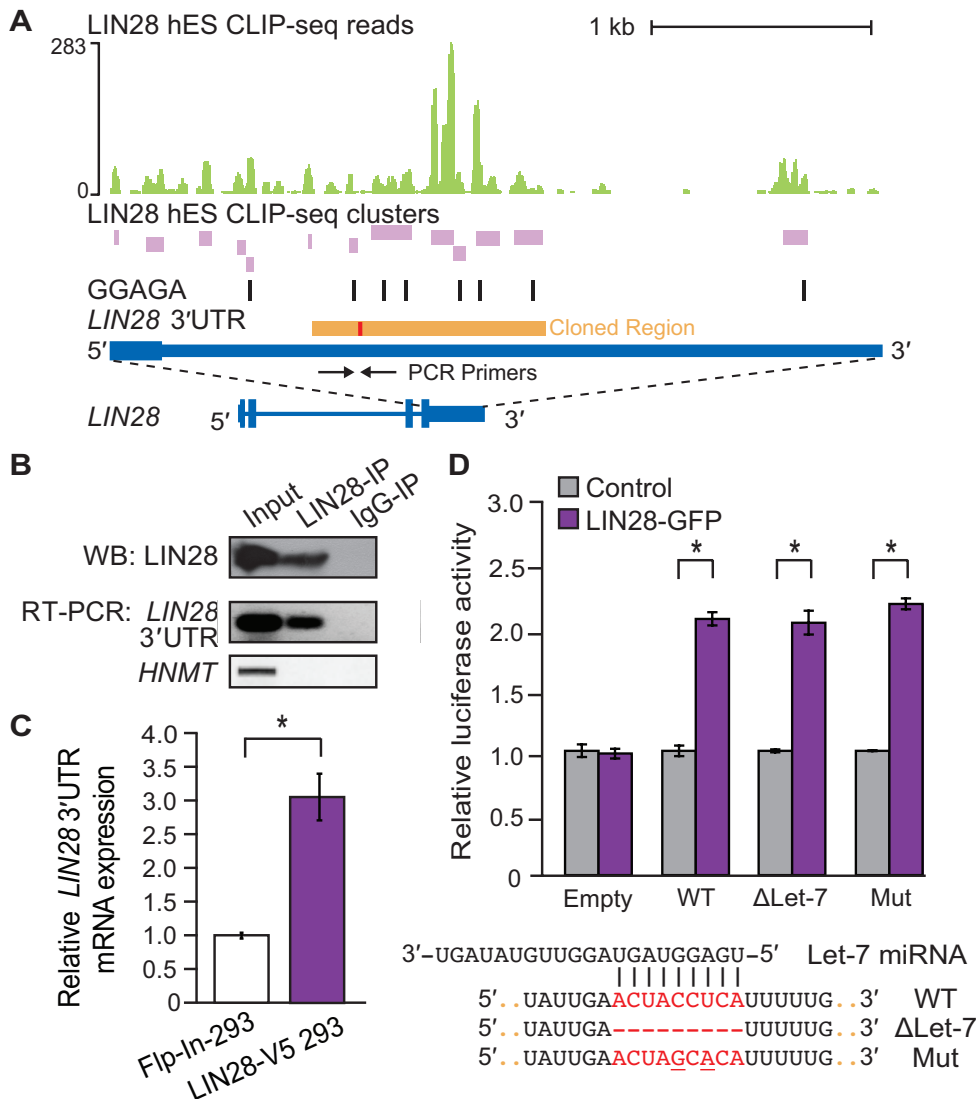 A
LIN28 hES CLIP-seq reads
1 kb
283
0
LIN28 hES CLIP-seq clusters
GGAGA
LIN28 3′UTR
Cloned Region
5′ 3′
PCR Primers
LIN28 5′ 3′
B
Input LIN28-IP IgG-IP
WB: LIN28
RT-PCR: LIN28
3′UTR
HNMT
C
*
Relative LIN28 3′UTR
mRNA expression
4.0
3.5
3.0
2.5
2.0
1.5
1.0
0.5
0
Flp-In-293
LIN28-V5 293
D
Control
LIN28-GFP
Relative luciferase activity
3.0
2.5
2.0
1.5
1.0
0.5
0
* * *
Empty WT ΔLet-7 Mut
3′–UGAUAUGUUGGAUGAUGGAGU–5′ Let-7 miRNA
5′ ..UAUUGAACUACCUCAUUUUUG..3′ WT
5′ ..UAUUGA---------UUUUUG..3′ ΔLet-7
5′ ..UAUUGAACUAGCACAUUUUUG..3′ Mut